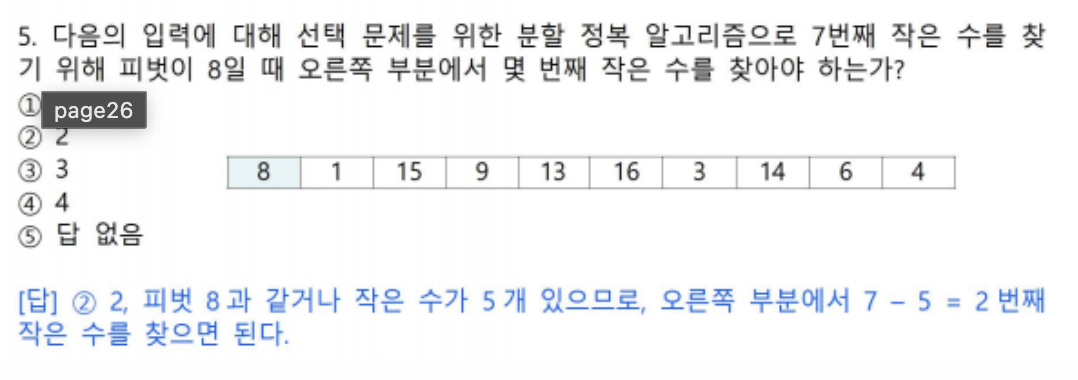 5. 다음의 입력에 대해 선택 문제를 위한 분할 정복 알고리즘으로 7번째 작은 수를 찾
기 위해 피벗이 8일 때 오른쪽 부분에서 몇 번째 작은 수를 찾아야 하는가?
①
page26
② 2
③ 3
8 1 15 9 13 16 3 14 6 4
④ 4
⑤ 답 없음
[답] ② 2, 피벗 8과 같거나 작은 수가 5개 있으므로, 오른쪽 부분에서 7 – 5 = 2번째
작은 수를 찾으면 된다.